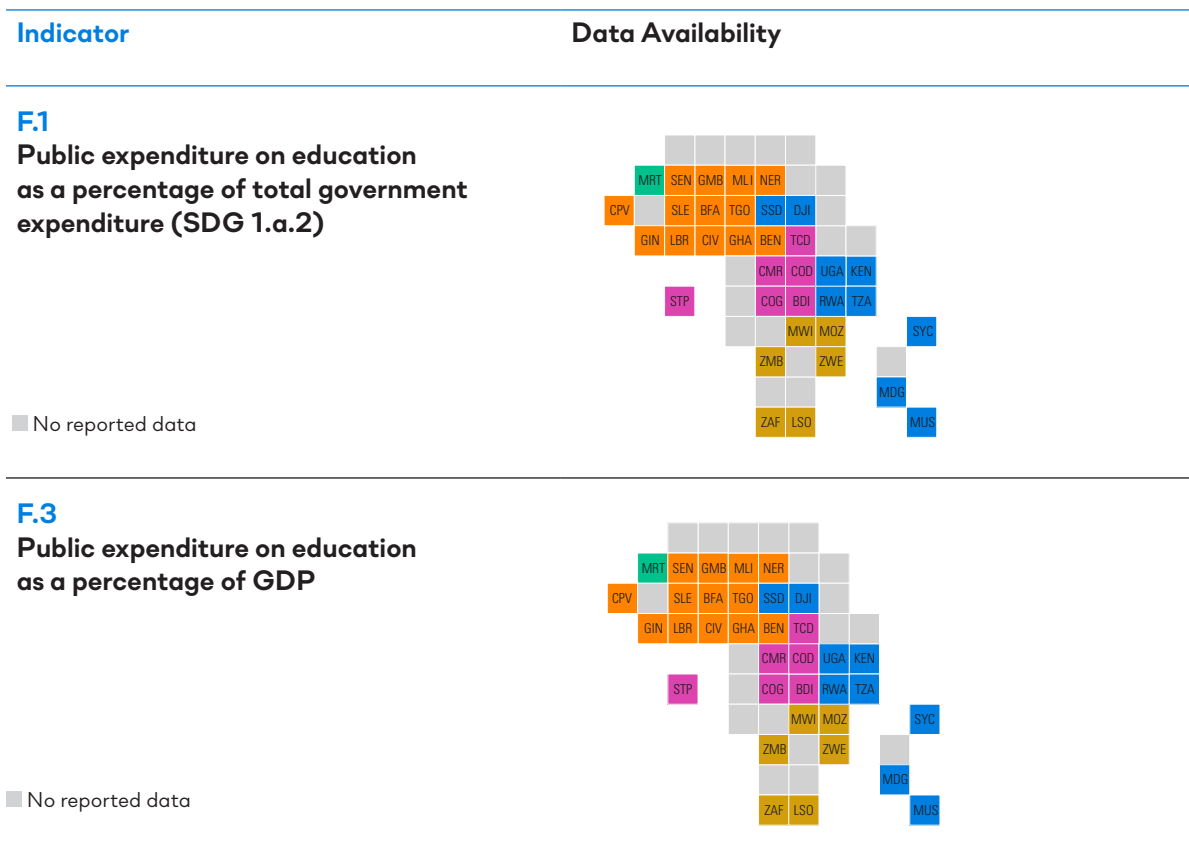 Indicator Data Availability
F.1
Public expenditure on education
as a percentage of total government
expenditure (SDG 1.a.2)
MRT SEN GMB MLI NER
CPV SLE BFA TGO SSD DJI
GIN LBR CIV GHA BEN TCD
CMR COD UGA KEN
STP COG BDI RWA TZA
MWI MOZ SYC
ZMB ZWE
MDG
ZAF LSO MUS
No reported data
F.3
Public expenditure on education
as a percentage of GDP
MRT SEN GMB MLI NER
CPV SLE BFA TGO SSD DJI
GIN LBR CIV GHA BEN TCD
CMR COD UGA KEN
STP COG BDI RWA TZA
MWI MOZ SYC
ZMB ZWE
MDG
ZAF LSO MUS
No reported data